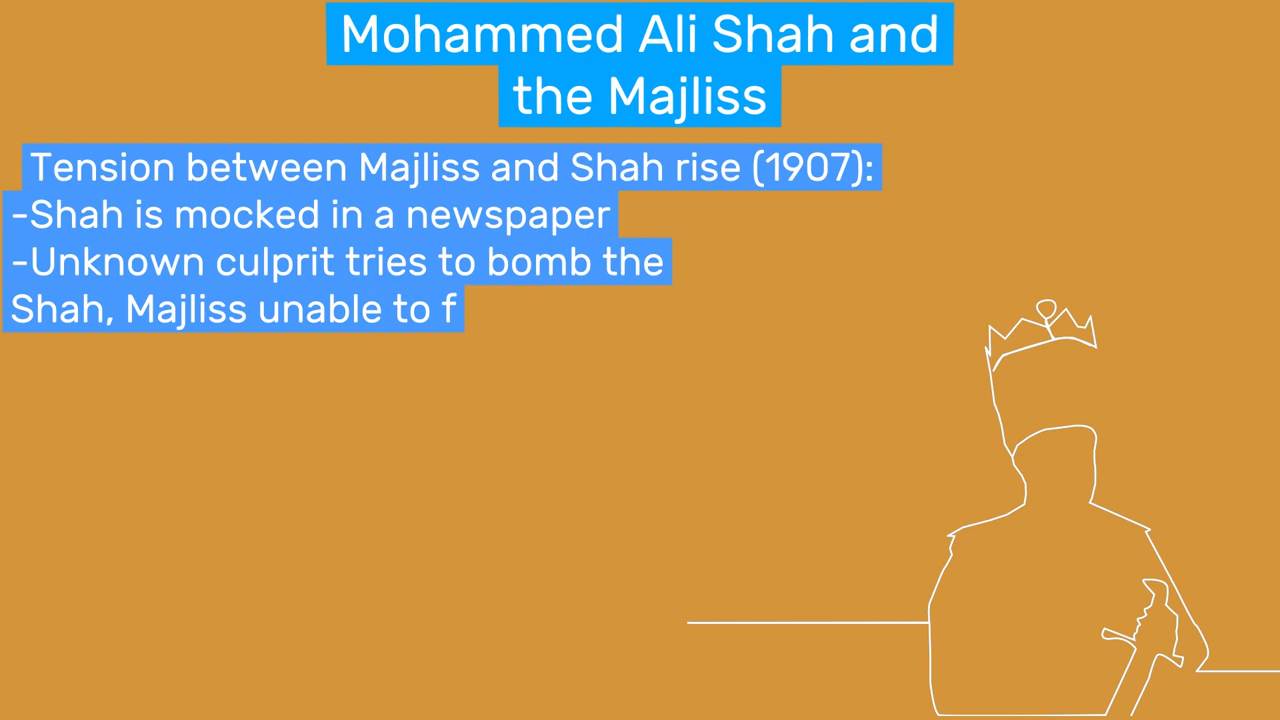 Mohammed Ali Shah and
the Majliss
Tension between Majliss and Shah rise (1907):
-Shah is mocked in a newspaper
-Unknown culprit tries to bomb the
Shah, Majliss unable to f